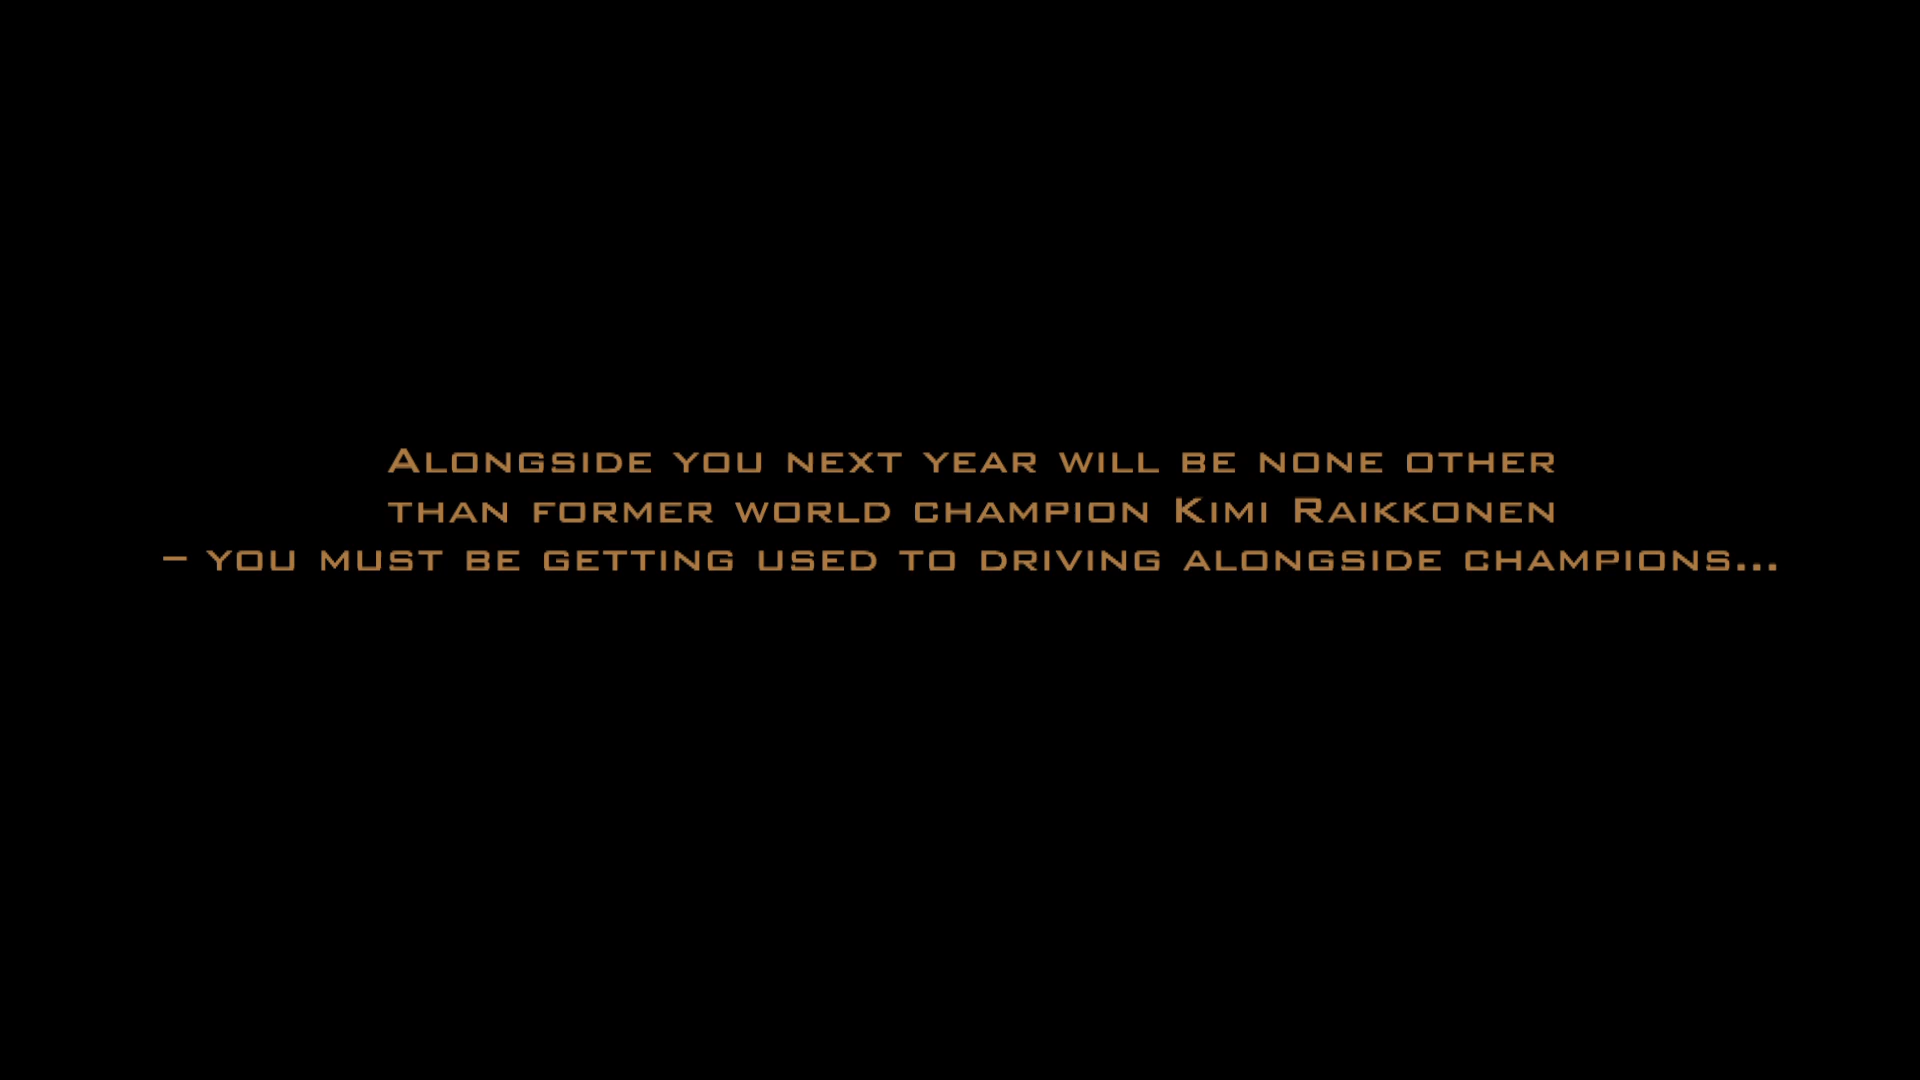 Alongside you next year will be none other
than former world champion Kimi Raikkonen
– you must be getting used to driving alongside champions...